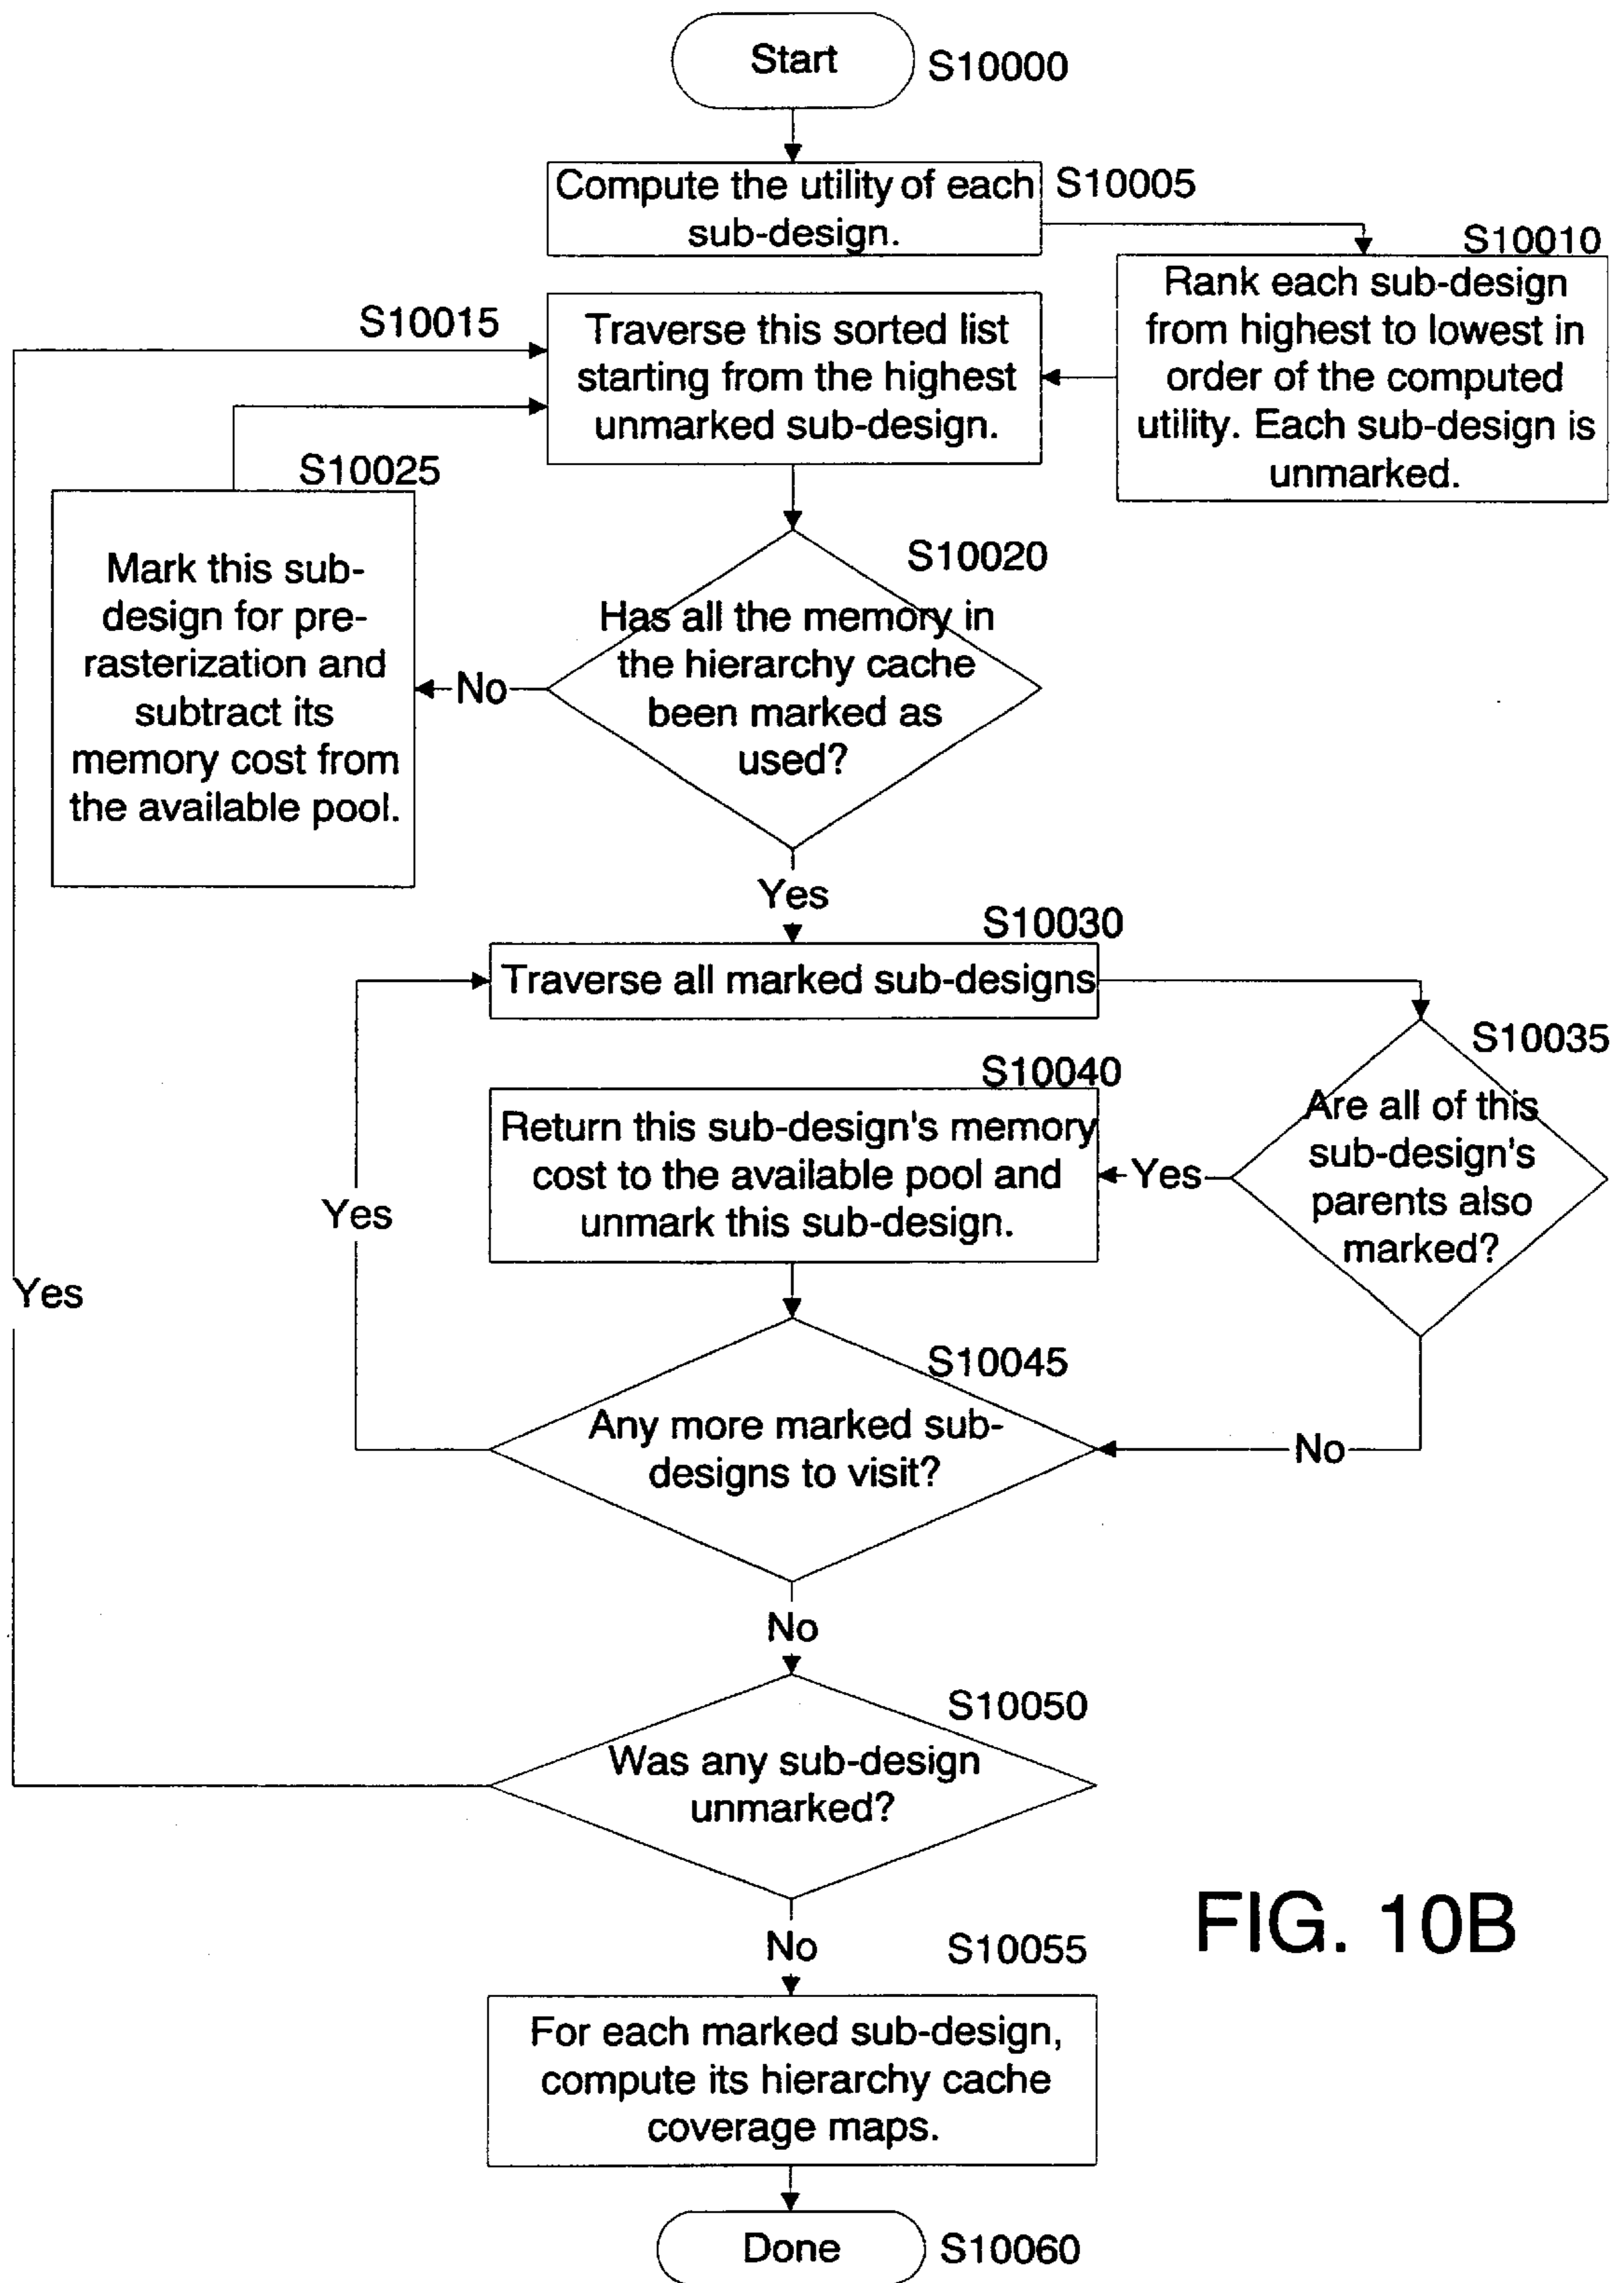 Start
S10000
Compute the utility of each
sub-design.
S10005
S10010
Rank each sub-design
from highest to lowest in
order of the computed
utility. Each sub-design is
unmarked.
S10015
Traverse this sorted list
starting from the highest
unmarked sub-design.
S10025
Mark this sub-
design for pre-
rasterization and
subtract its
memory cost from
the available pool.
S10020
Has all the memory in
the hierarchy cache
been marked as
used?
No
Yes
S10030
Traverse all marked sub-designs
S10035
Are all of this
sub-design's
parents also
marked?
Yes
S10040
Return this sub-design's memory
cost to the available pool and
unmark this sub-design.
Yes
Yes
S10045
Any more marked sub-
designs to visit?
No
No
S10050
Was any sub-design
unmarked?
No
S10055
For each marked sub-design,
compute its hierarchy cache
coverage maps.
Done
S10060
FIG. 10B